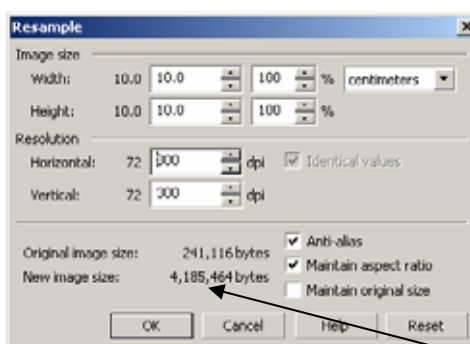 Resample
Image size
Width: 10.0 10.0 100 % centimeters
Height: 10.0 10.0 100 %
Resolution
Horizontal: 72 300 dpi Identical values
Vertical: 72 300 dpi
Original image size: 241,116 bytes
New image size: 4,185,464 bytes
Anti-alias
Maintain aspect ratio
Maintain original size
OK Cancel Help Reset